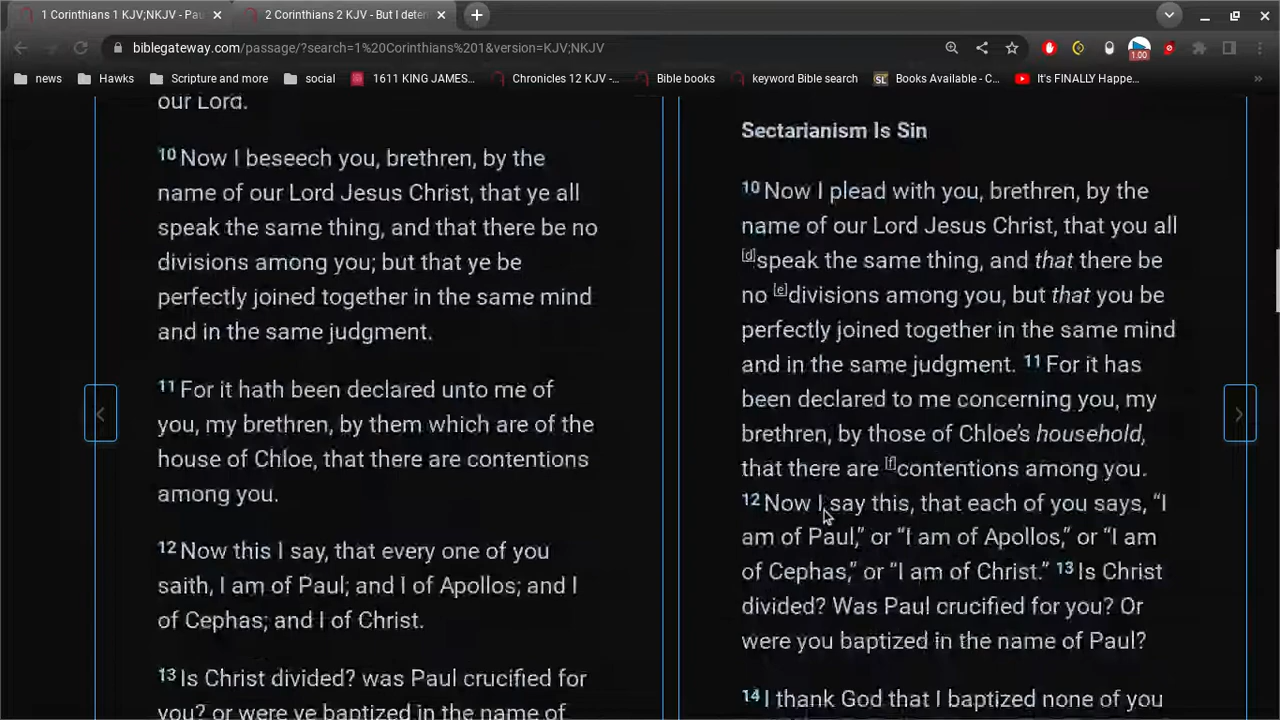 1 Corinthians 1 KJV;NKJV - Pau
2 Corinthians 2 KJV - But I deter
biblegateway.com/passage/?search=1%20Corinthians%201&version=KJV;NKJV
1.00
news
Hawks
Scripture and more
social
1611 KING JAMES...
Chronicles 12 KJV -...
Bible books
keyword Bible search
SL
Books Available - C...
It's FINALLY Happe...
»
our Lord.
10 Now I beseech you, brethren, by the
name of our Lord Jesus Christ, that ye all
speak the same thing, and that there be no
divisions among you; but that ye be
perfectly joined together in the same mind
and in the same judgment.
11 For it hath been declared unto me of
you, my brethren, by them which are of the
house of Chloe, that there are contentions
among you.
12 Now this I say, that every one of you
saith, I am of Paul; and I of Apollos; and I
of Cephas; and I of Christ.
13 Is Christ divided? was Paul crucified for
you? or were ye baptized in the name of
Sectarianism Is Sin
10 Now I plead with you, brethren, by the
name of our Lord Jesus Christ, that you all
[d]speak the same thing, and that there be
no [e]divisions among you, but that you be
perfectly joined together in the same mind
and in the same judgment. 11 For it has
been declared to me concerning you, my
brethren, by those of Chloe’s household,
that there are [f]contentions among you.
12 Now I say this, that each of you says, “I
am of Paul,” or “I am of Apollos,” or “I am
of Cephas,” or “I am of Christ.” 13 Is Christ
divided? Was Paul crucified for you? Or
were you baptized in the name of Paul?
14 I thank God that I baptized none of you